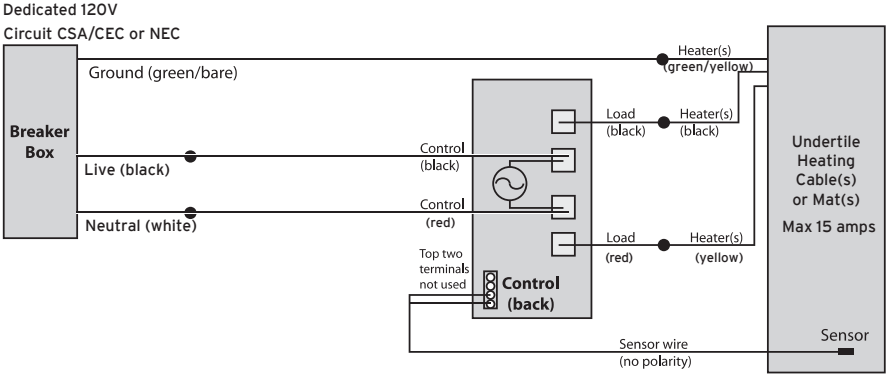 Dedicated 120V
Circuit CSA/CEC or NEC
Breaker
Box
Ground (green/bare)
Live (black)
Neutral (white)
Control
(black)
Control
(red)
Top two
terminals
not used
Control
(back)
Load
(black)
Load
(red)
Heater(s)
(green/yellow)
Heater(s)
(black)
Heater(s)
(yellow)
Undertile
Heating
Cable(s)
or Mat(s)
Max 15 amps
Sensor
Sensor wire
(no polarity)